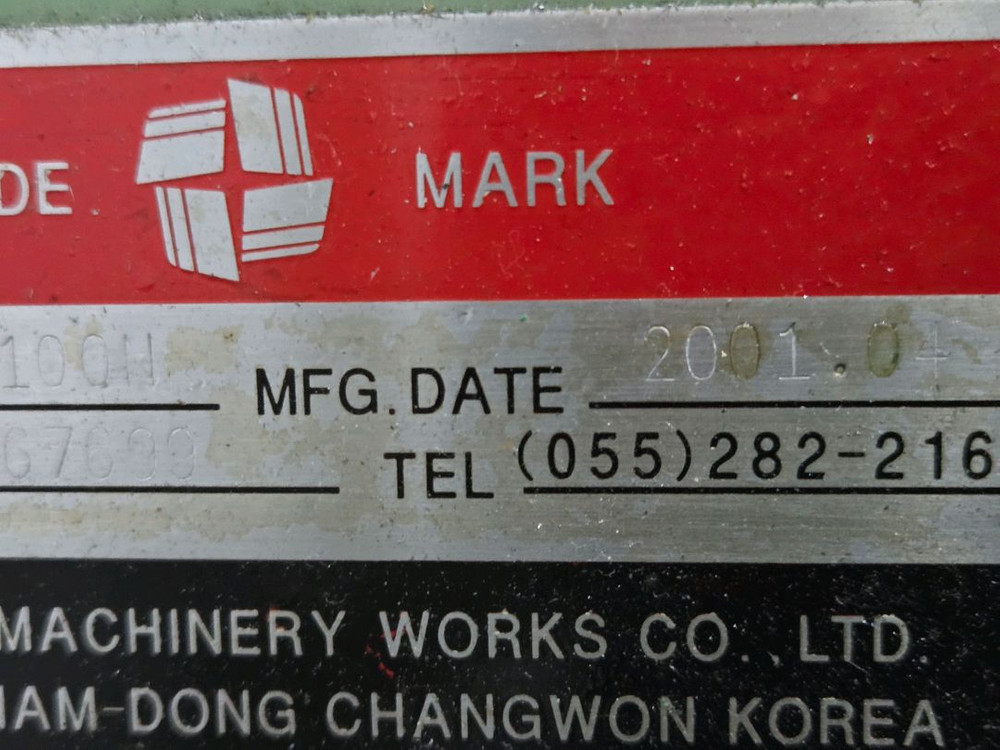 DE MARK
100H MFG. DATE 2001.04
TEL (055)282-216
MACHINERY WORKS CO., LTD.
AM-DONG CHANGWON KOREA